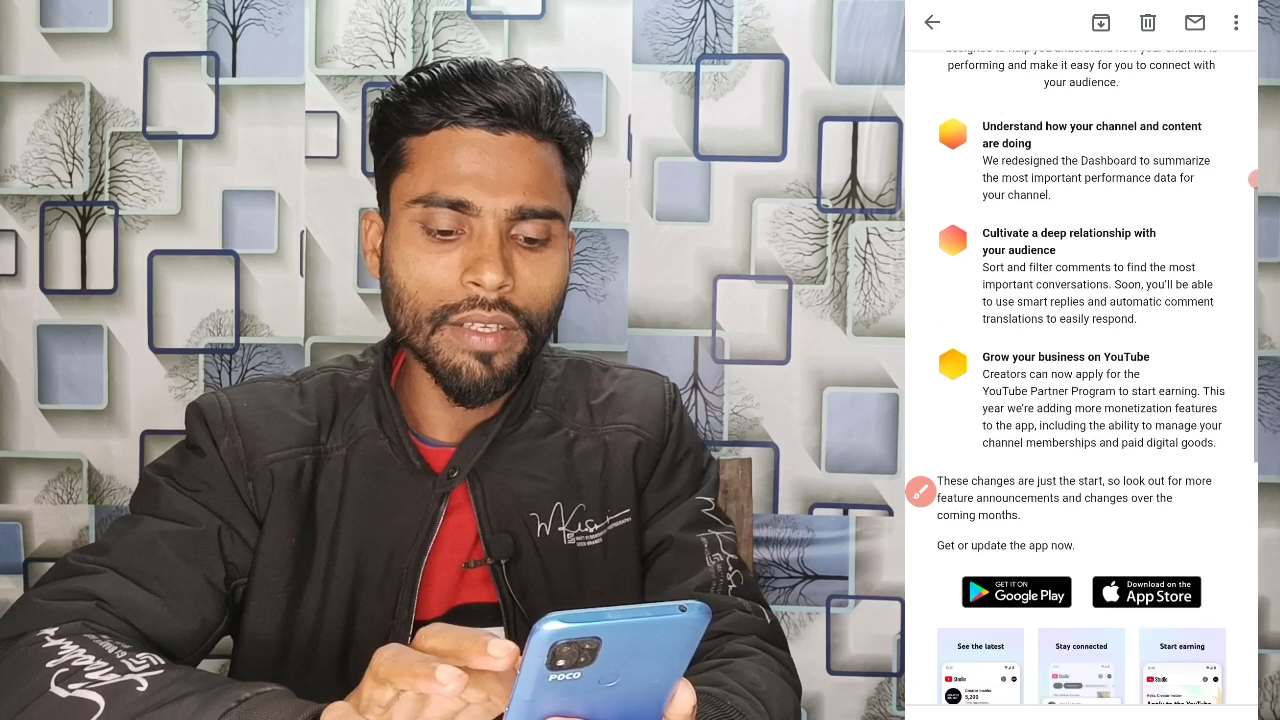 performing and make it easy for you to connect with
your audience.
Understand how your channel and content
are doing
We redesigned the Dashboard to summarize
the most important performance data for
your channel.
Cultivate a deep relationship with
your audience
Sort and filter comments to find the most
important conversations. Soon, you'll be able
to use smart replies and automatic comment
translations to easily respond.
Grow your business on YouTube
Creators can now apply for the
YouTube Partner Program to start earning. This
year we're adding more monetization features
to the app, including the ability to manage your
channel memberships and paid digital goods.
These changes are just the start, so look out for more
feature announcements and changes over the
coming months.
Get or update the app now.
GET IT ON
Google Play
Download on the
App Store
See the latest
Stay connected
Start earning
Studio
Studio
Studio
Creator Insider
5,200
POCO